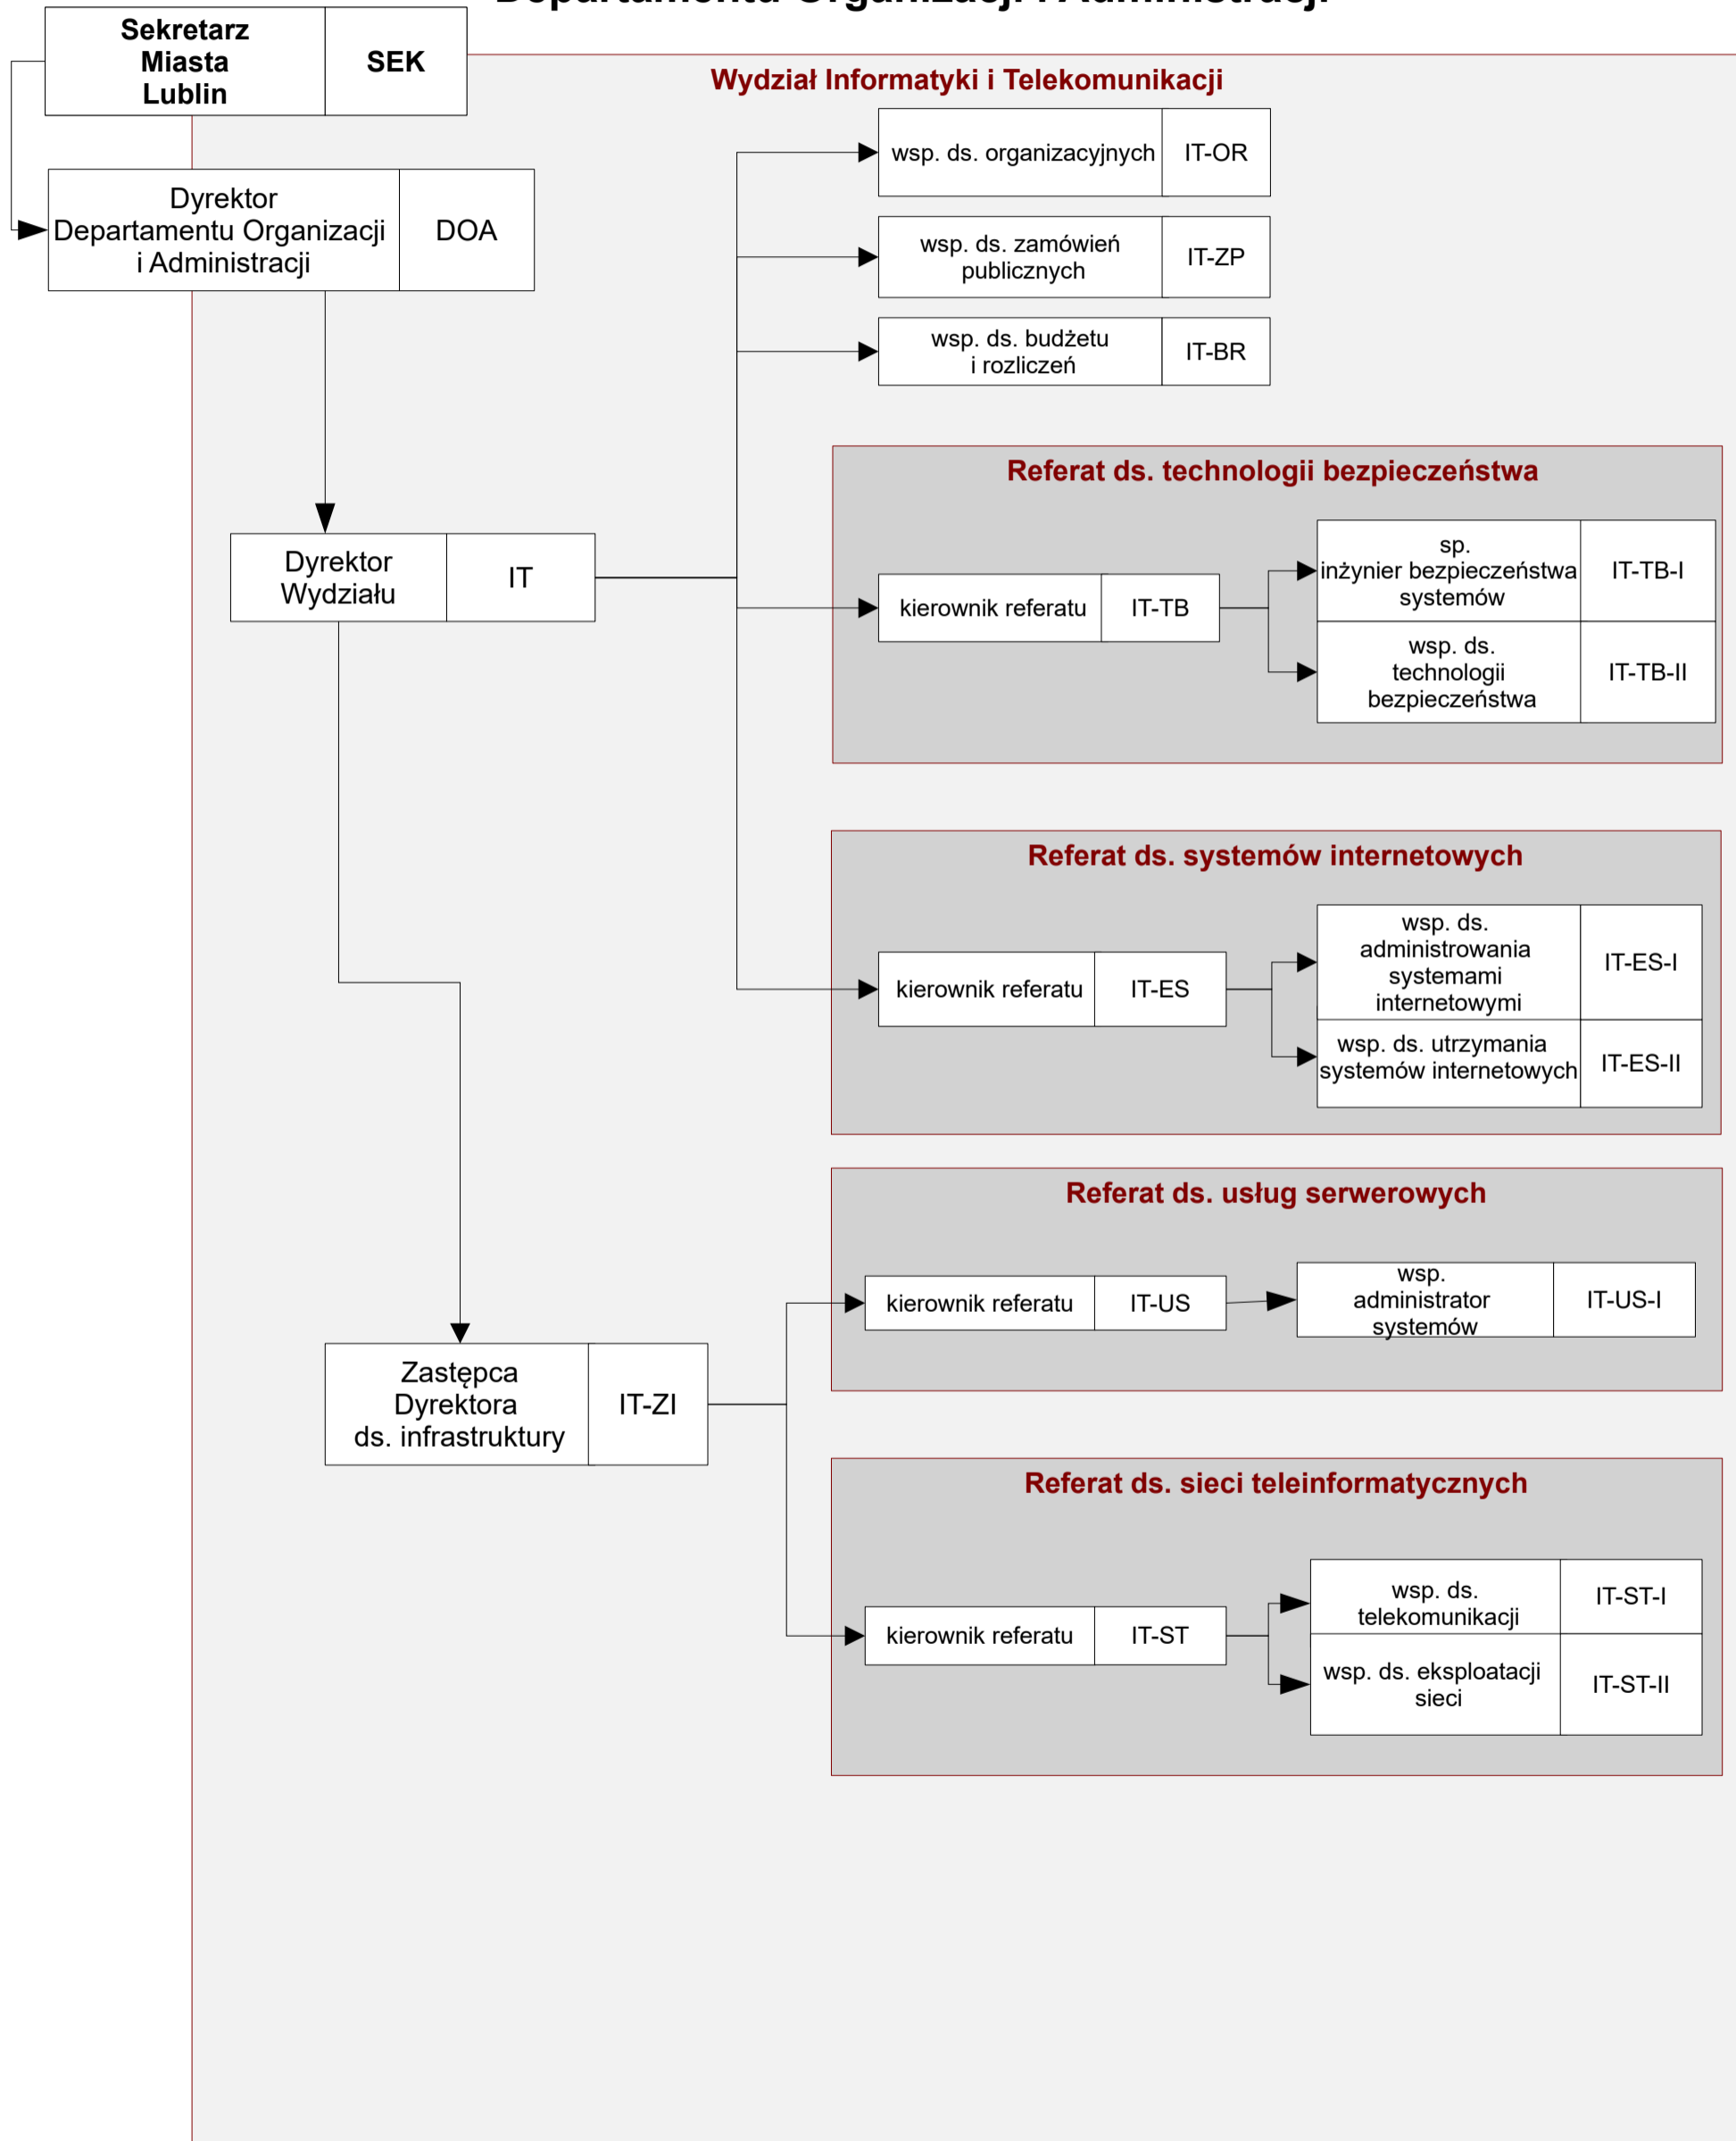 Departamentu Organizacji i Administracji
Sekretarz
Miasta
Lublin
SEK
Wydział Informatyki i Telekomunikacji
wsp. ds. organizacyjnych
IT-OR
Dyrektor
Departamentu Organizacji
i Administracji
DOA
wsp. ds. zamówień
publicznych
IT-ZP
wsp. ds. budżetu
i rozliczeń
IT-BR
Referat ds. technologii bezpieczeństwa
Dyrektor
Wydziału
IT
kierownik referatu
IT-TB
sp.
inżynier bezpieczeństwa
systemów
IT-TB-I
wsp. ds.
technologii
bezpieczeństwa
IT-TB-II
Referat ds. systemów internetowych
kierownik referatu
IT-ES
wsp. ds.
administrowania
systemami
internetowymi
IT-ES-I
wsp. ds. utrzymania
systemów internetowych
IT-ES-II
Referat ds. usług serwerowych
kierownik referatu
IT-US
wsp.
administrator
systemów
IT-US-I
Zastępca
Dyrektora
ds. infrastruktury
IT-ZI
Referat ds. sieci teleinformatycznych
kierownik referatu
IT-ST
wsp. ds.
telekomunikacji
IT-ST-I
wsp. ds. eksploatacji
sieci
IT-ST-II